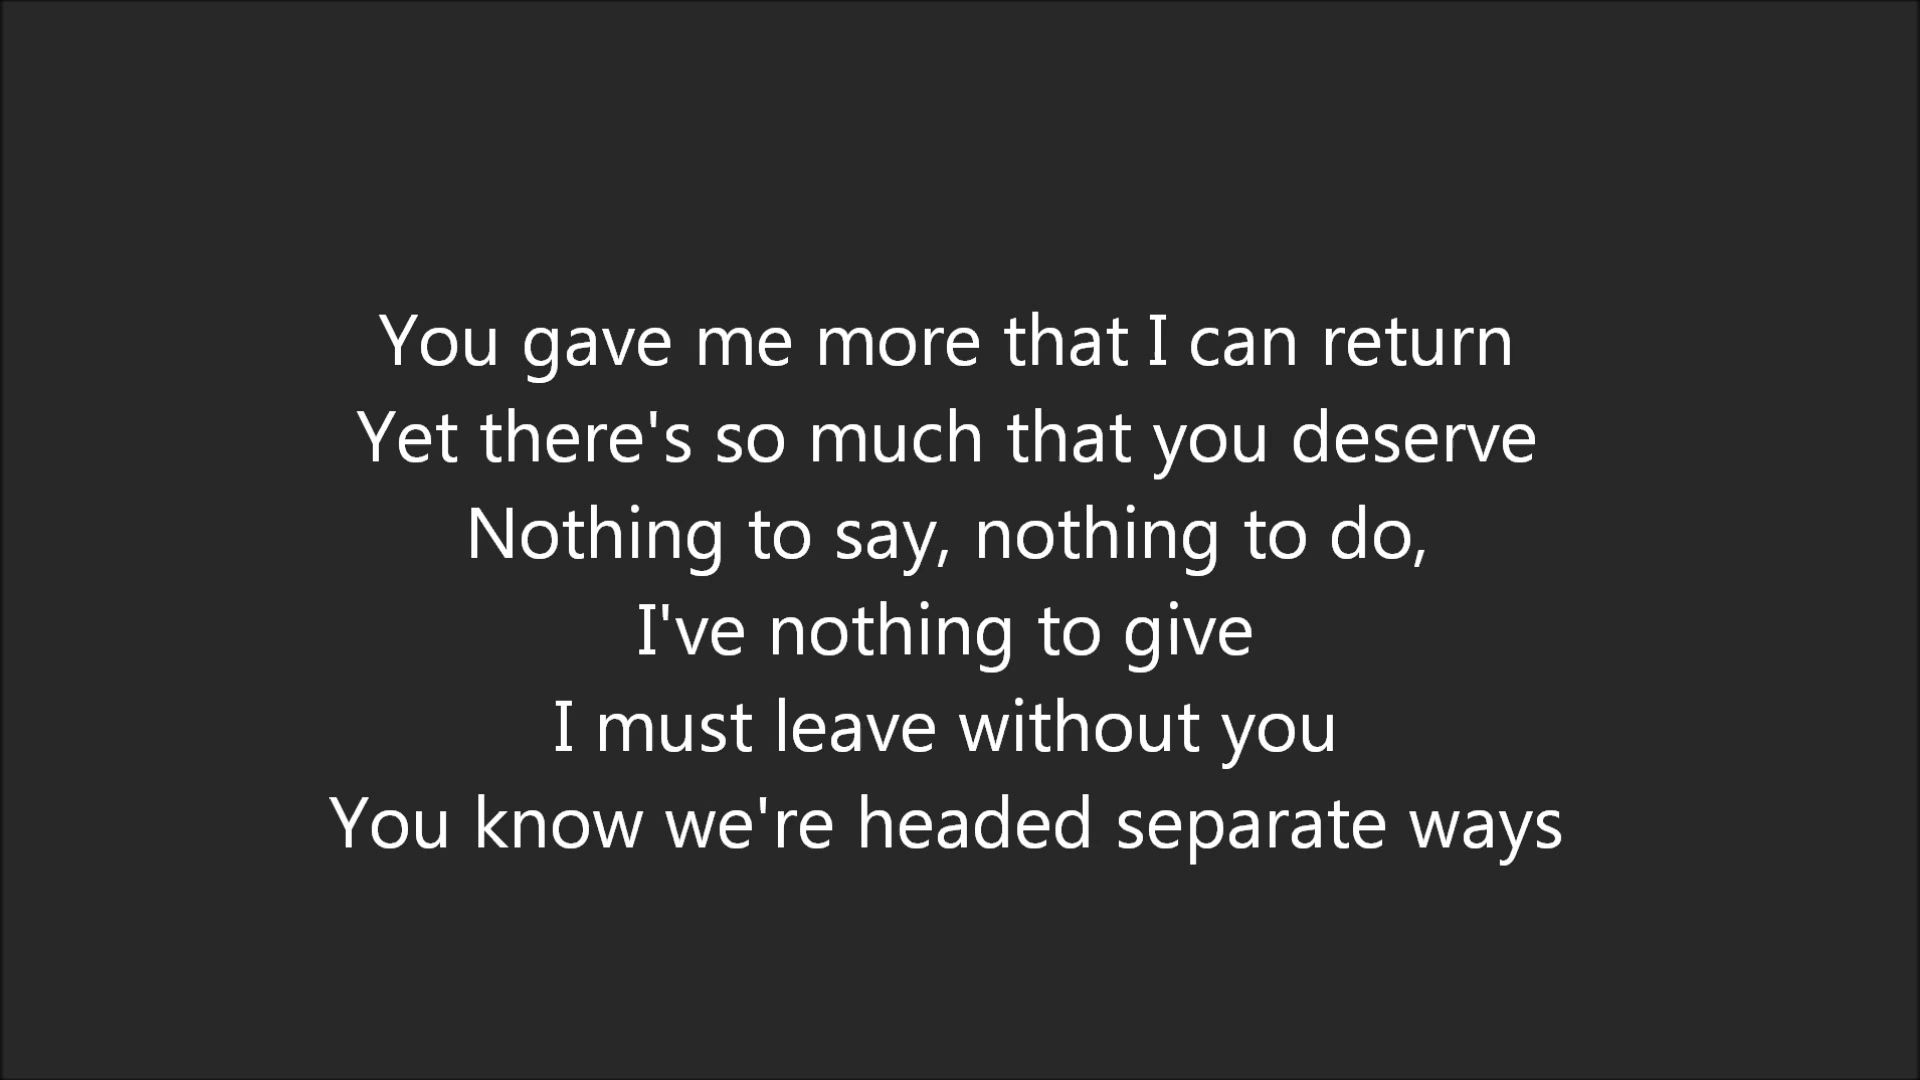 You gave me more that I can return
Yet there's so much that you deserve
Nothing to say, nothing to do,
I've nothing to give
I must leave without you
You know we're headed separate ways